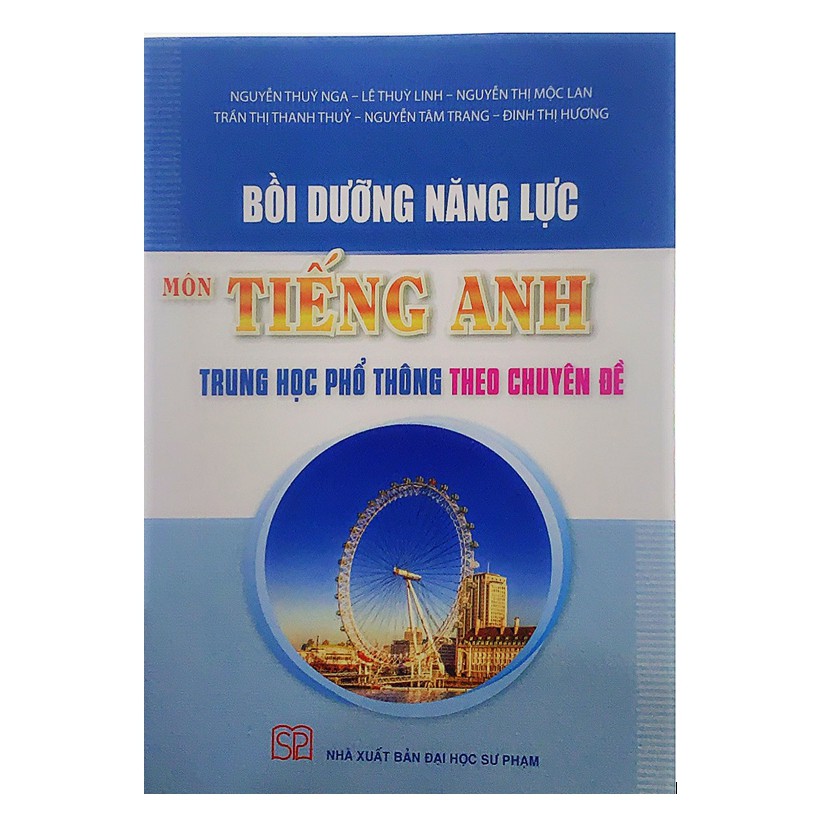 NGUYỄN THUÝ NGA – LÊ THUỲ LINH – NGUYỄN THỊ MỘC LAN
TRẦN THỊ THANH THUỶ – NGUYỄN TÂM TRANG – ĐINH THỊ HƯƠNG
BỒI DƯỠNG NĂNG LỰC
MÔN TIẾNG ANH
TRUNG HỌC PHỔ THÔNG THEO CHUYÊN ĐỀ
SP
NHÀ XUẤT BẢN ĐẠI HỌC SƯ PHẠM